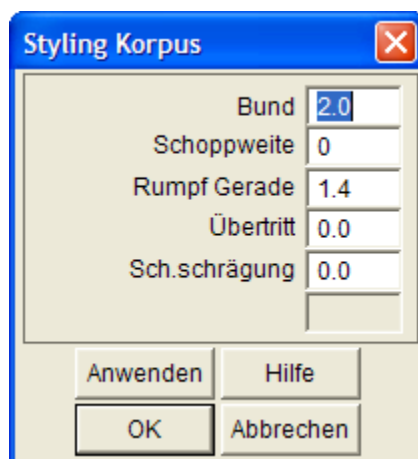 Styling Korpus
Bund 2.0
Schoppweite 0
Rumpf Gerade 1.4
Übertritt 0.0
Sch.schrägung 0.0
Anwenden Hilfe
OK Abbrechen